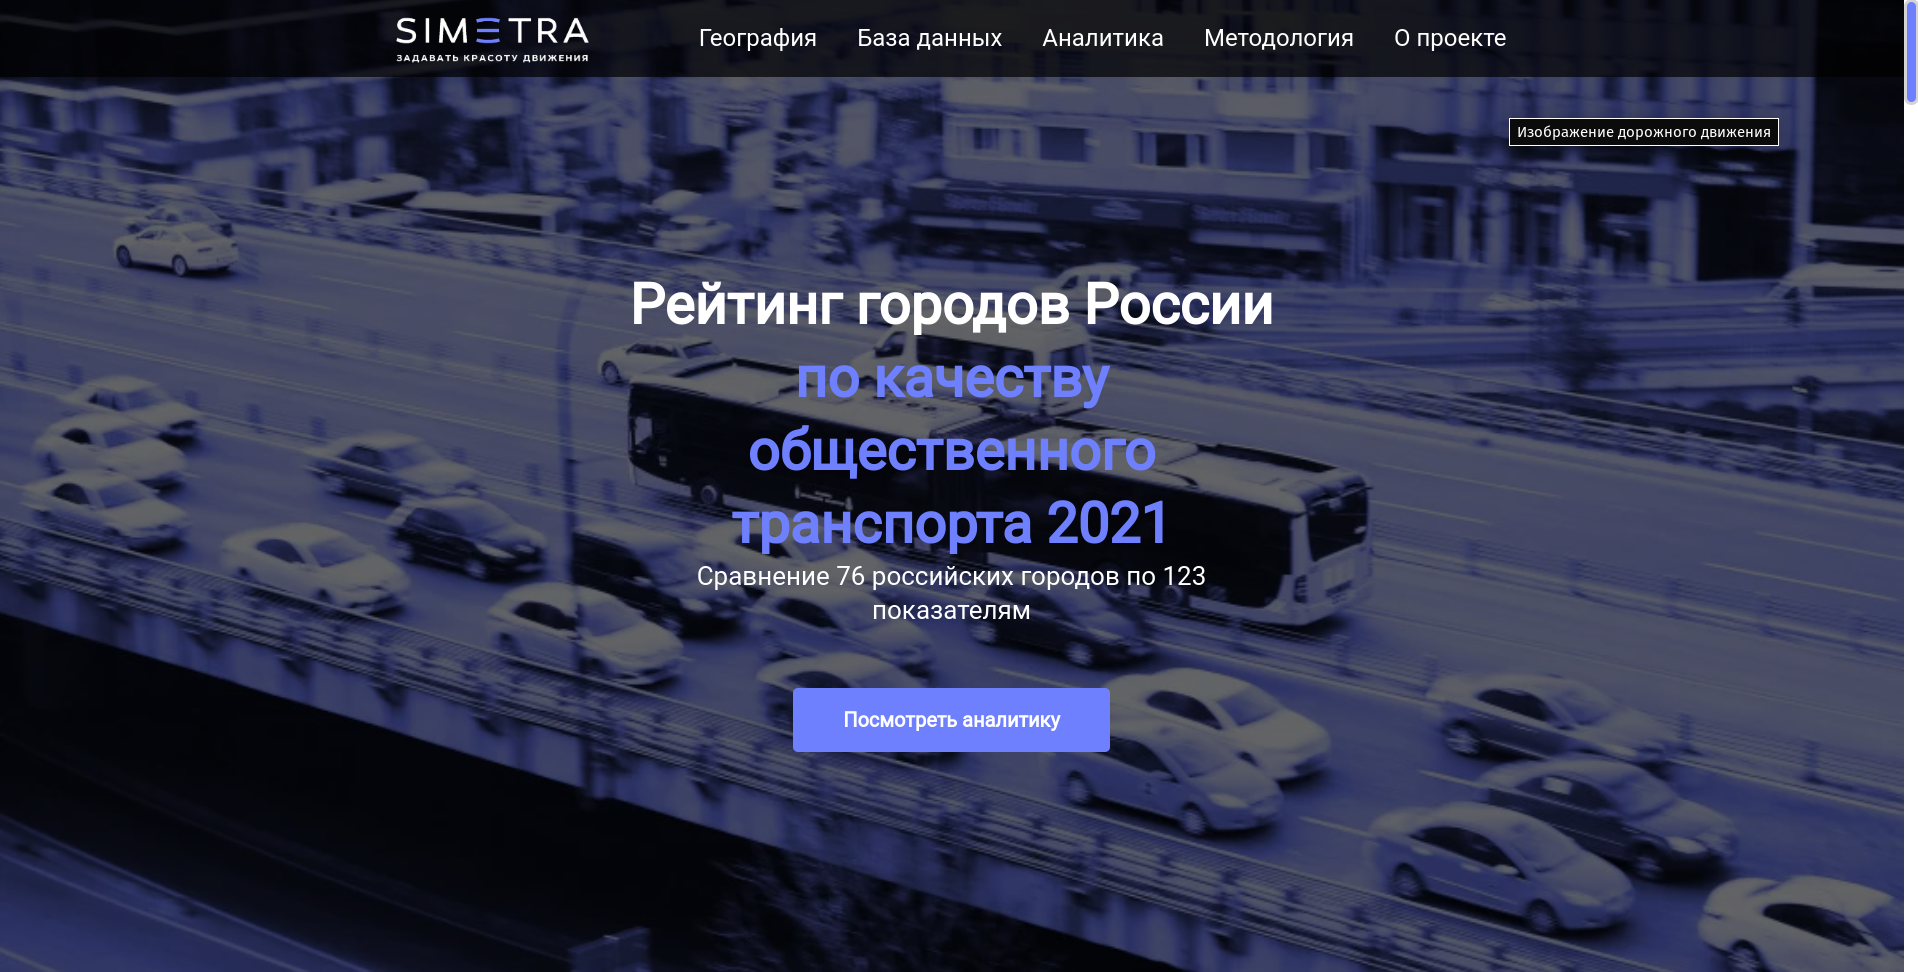 SIMETRA
ЗАДАВАТЬ КРАСОТУ ДВИЖЕНИЯ
География База данных Аналитика Методология О проекте
Изображение дорожного движения
Рейтинг городов России
по качеству
общественного
транспорта 2021
Сравнение 76 российских городов по 123
показателям
Посмотреть аналитику